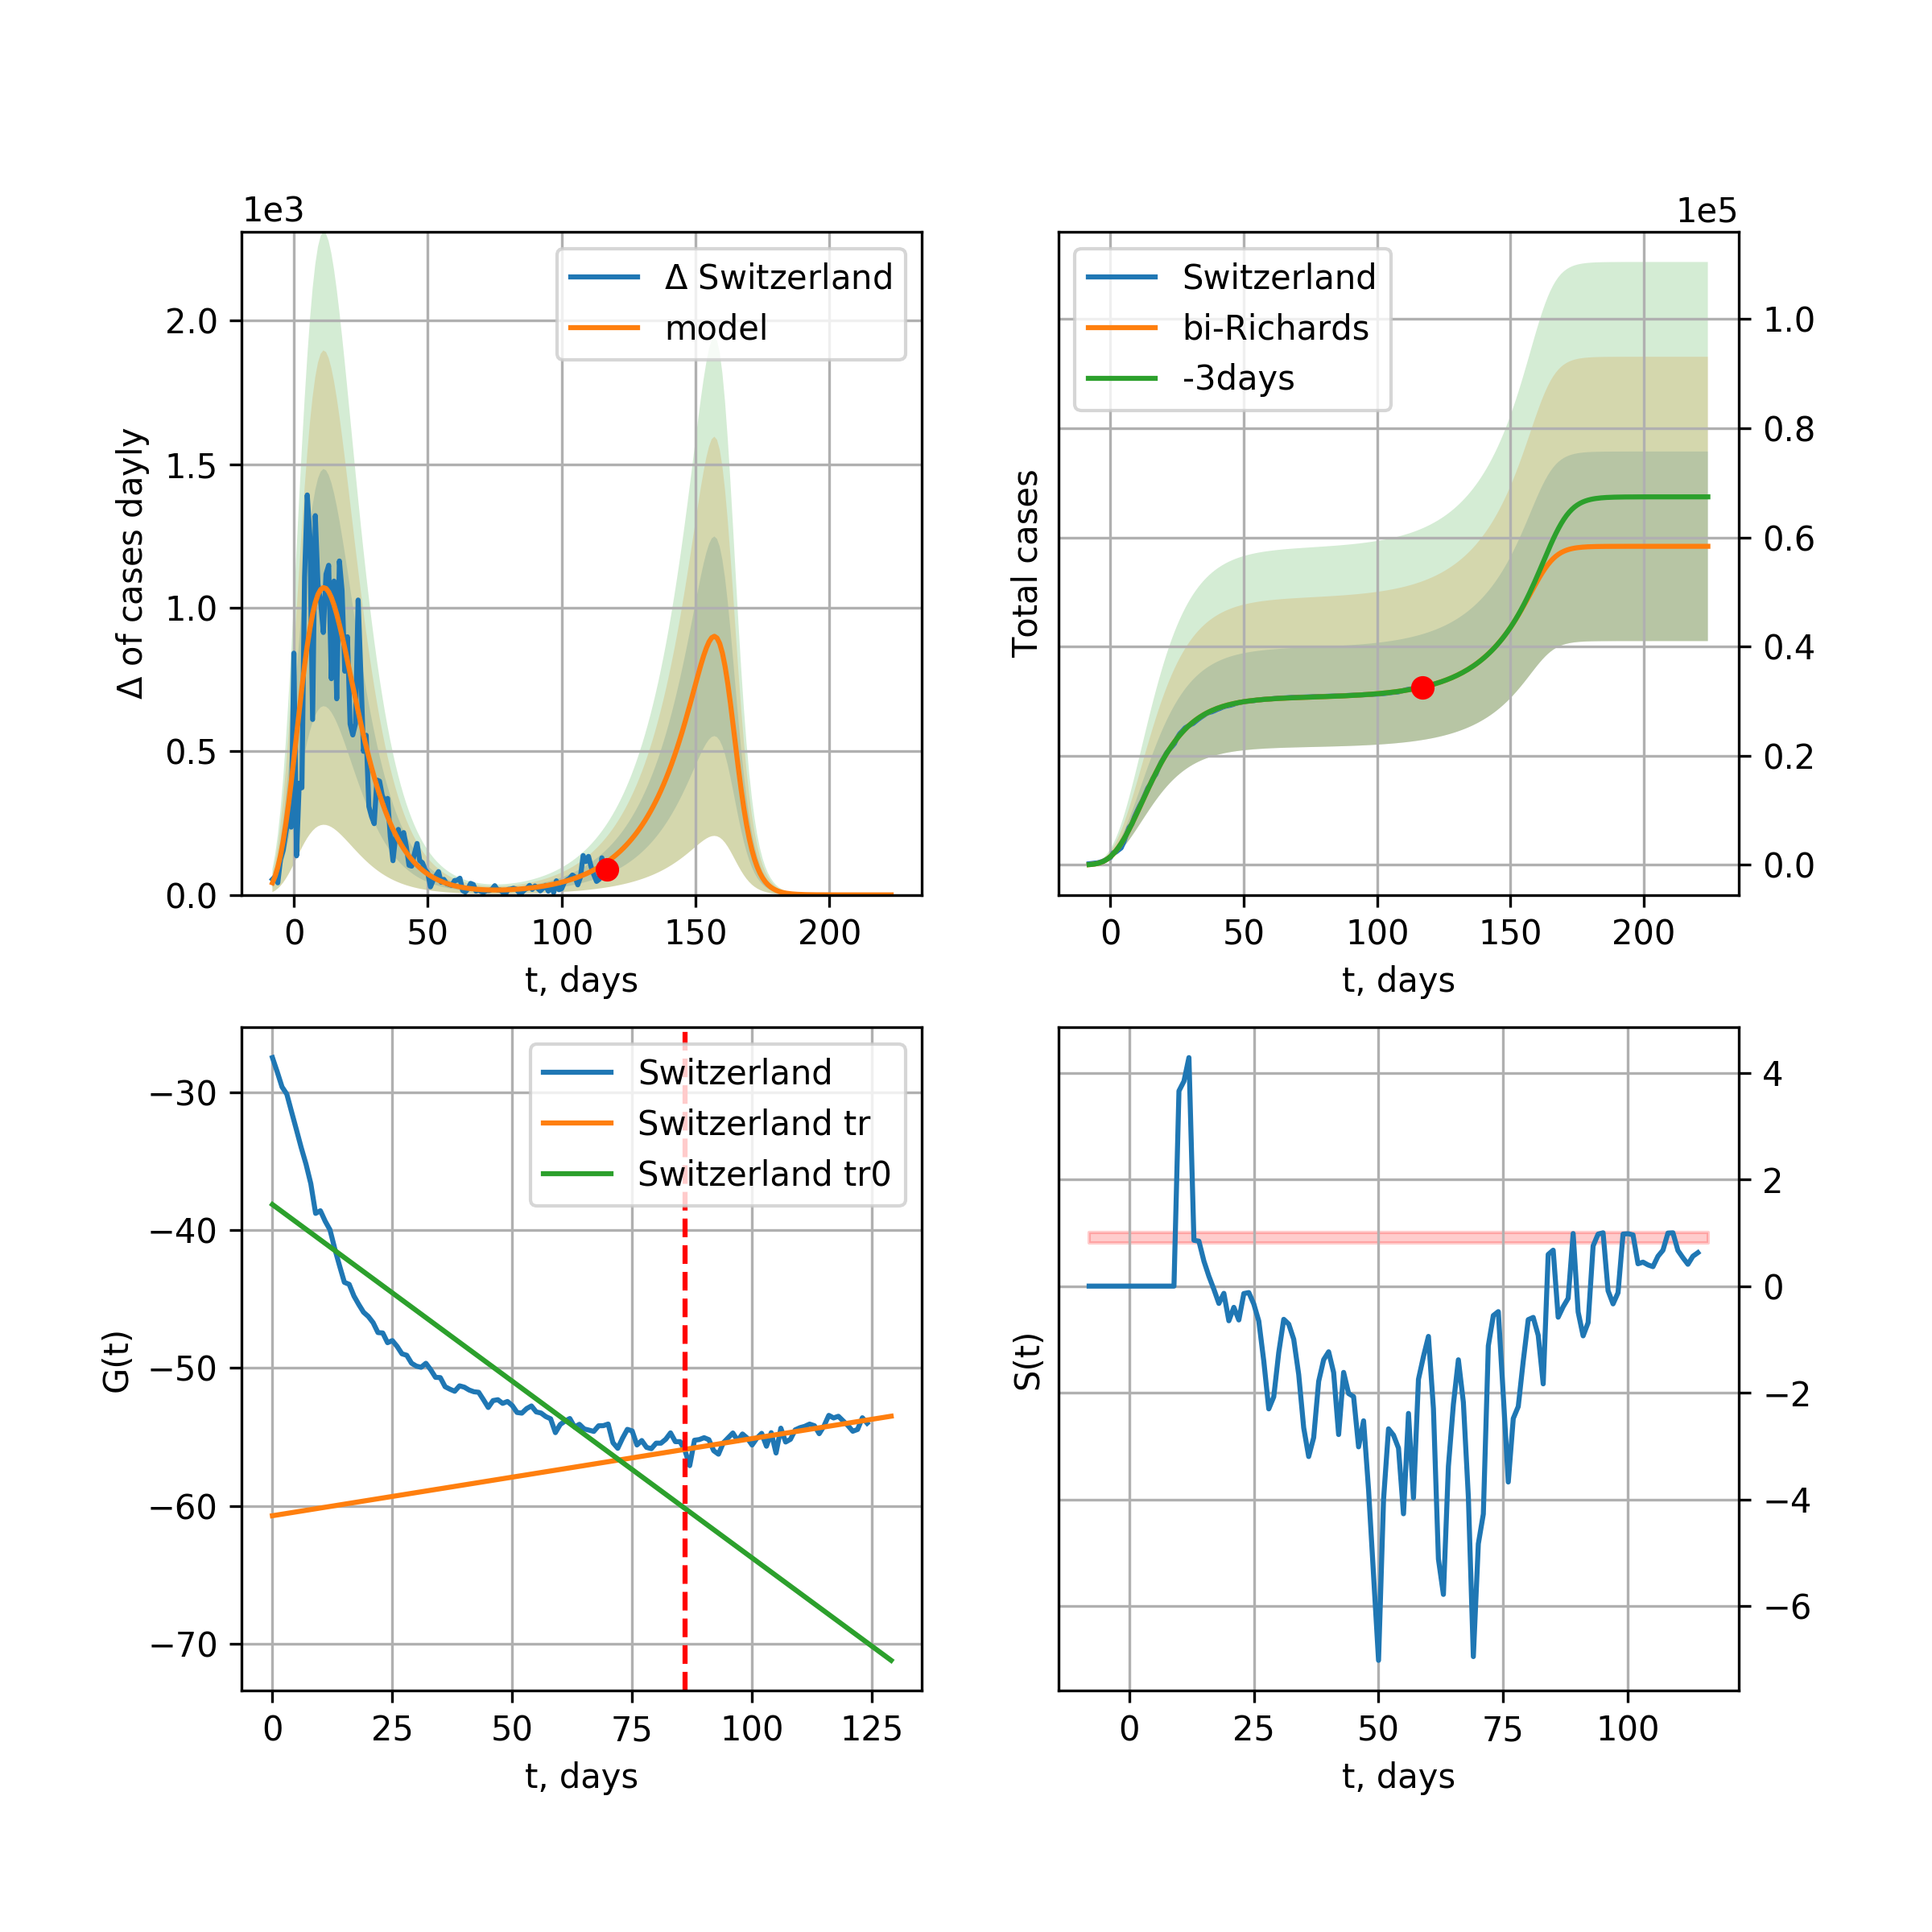 1e3
Δ of cases dayly
2.0
1.5
1.0
0.5
0.0
0 50 100 150 200
t, days
Δ Switzerland
model
1e5
Total cases
1.0
0.8
0.6
0.4
0.2
0.0
0 50 100 150 200
t, days
Switzerland
bi-Richards
-3days
G(t)
−30
−40
−50
−60
−70
0 25 50 75 100 125
t, days
Switzerland
Switzerland tr
Switzerland tr0
S(t)
4
2
0
−2
−4
−6
0 25 50 75 100
t, days